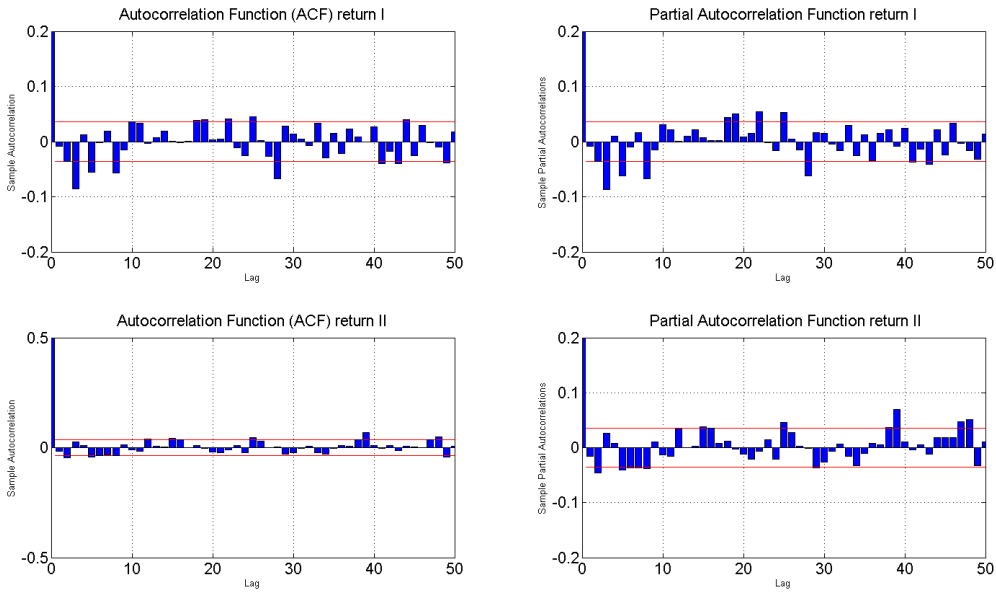 Autocorrelation Function (ACF) return I
Sample Autocorrelation
0.2
0.1
0
-0.1
-0.2
0 10 20 30 40 50
Lag
Partial Autocorrelation Function return I
Sample Partial Autocorrelations
0.2
0.1
0
-0.1
-0.2
0 10 20 30 40 50
Lag
Autocorrelation Function (ACF) return II
Sample Autocorrelation
0.5
0
-0.5
0 10 20 30 40 50
Lag
Partial Autocorrelation Function return II
Sample Partial Autocorrelations
0.2
0.1
0
-0.1
-0.2
0 10 20 30 40 50
Lag